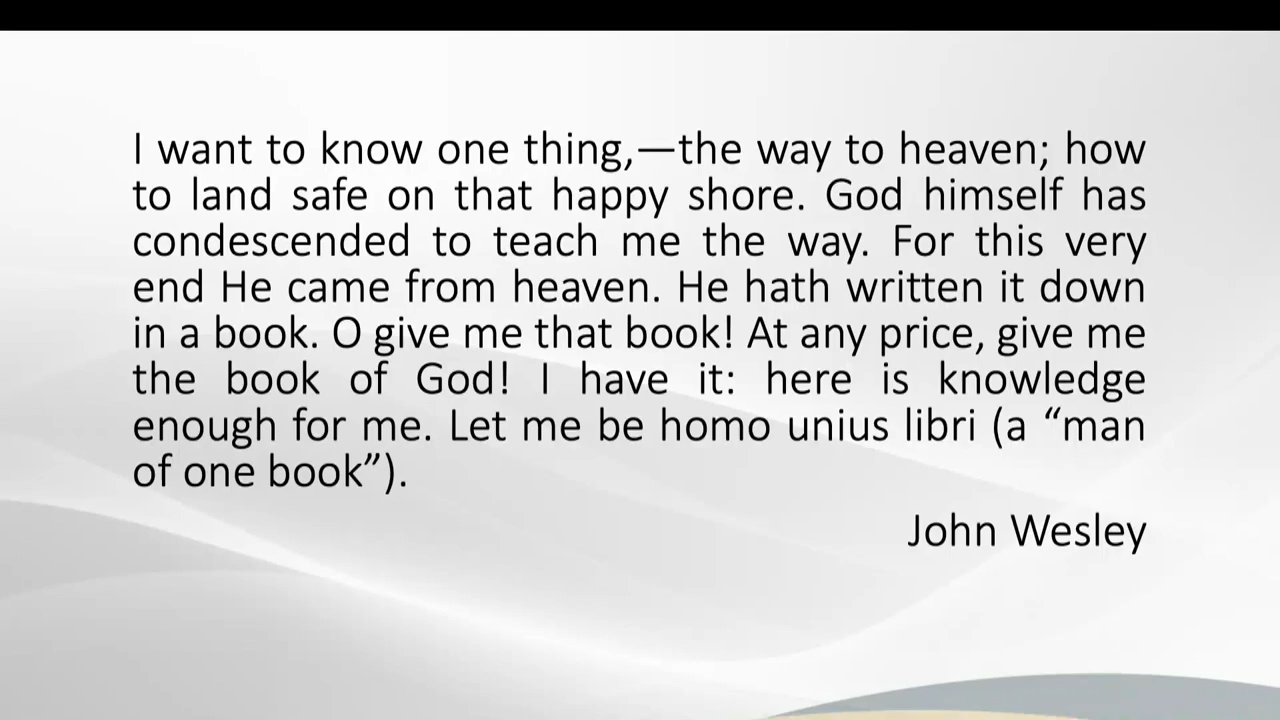 I want to know one thing,—the way to heaven; how
to land safe on that happy shore. God himself has
condescended to teach me the way. For this very
end He came from heaven. He hath written it down
in a book. O give me that book! At any price, give me
the book of God! I have it: here is knowledge
enough for me. Let me be homo unius libri (a “man
of one book”).
John Wesley